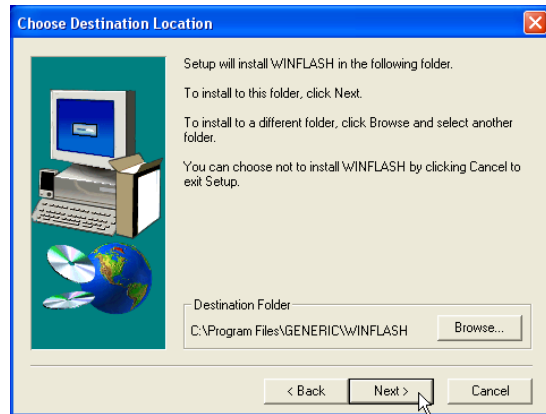 Choose Destination Location
Setup will install WINFLASH in the following folder.
To install to this folder, click Next.
To install to a different folder, click Browse and select another
folder.
You can choose not to install WINFLASH by clicking Cancel to
exit Setup.
Destination Folder
C:\Program Files\GENERIC\WINFLASH
Browse...
< Back
Next >
Cancel